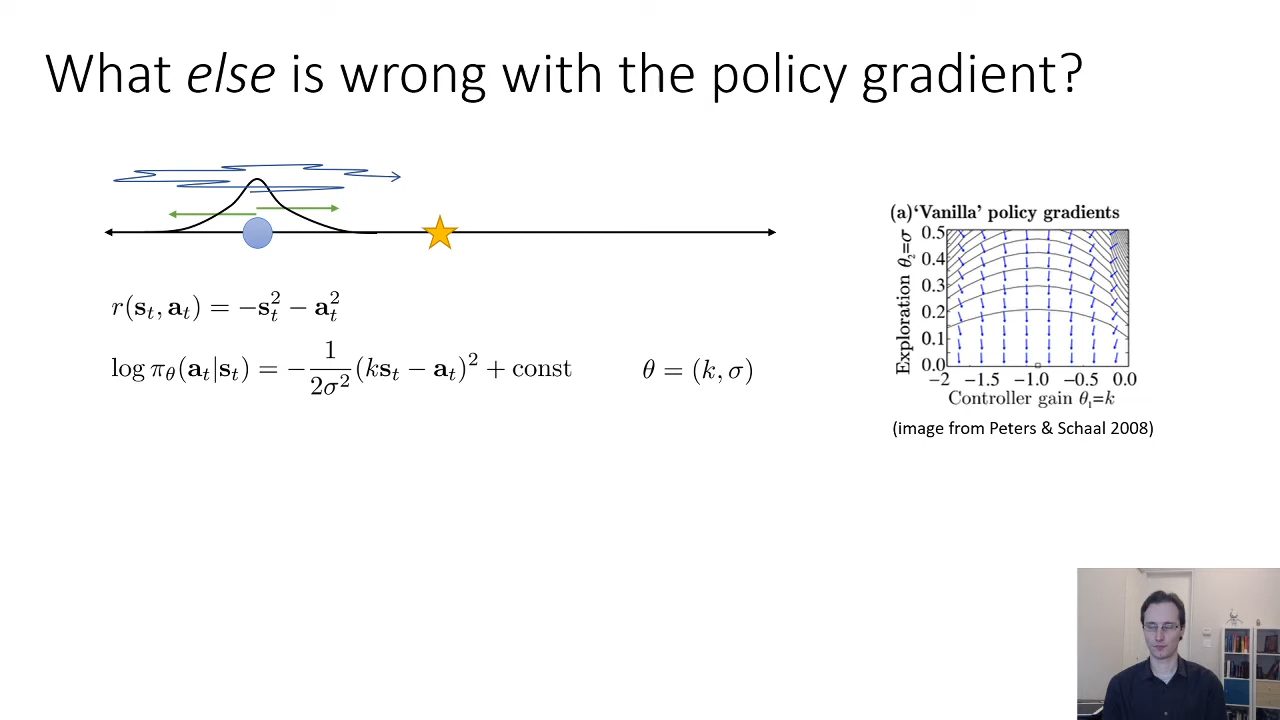 What else is wrong with the policy gradient?
r(s_t, a_t) = −s_t^2 − a_t^2
log π_θ(a_t|s_t) = −1/(2σ^2) (ks_t − a_t)^2 + const
θ = (k, σ)
(a)‘Vanilla’ policy gradients
Exploration θ_2=σ
0.5
0.4
0.3
0.2
0.1
0.0
−2 −1.5 −1.0 −0.5 0.0
Controller gain θ_1=k
(image from Peters & Schaal 2008)